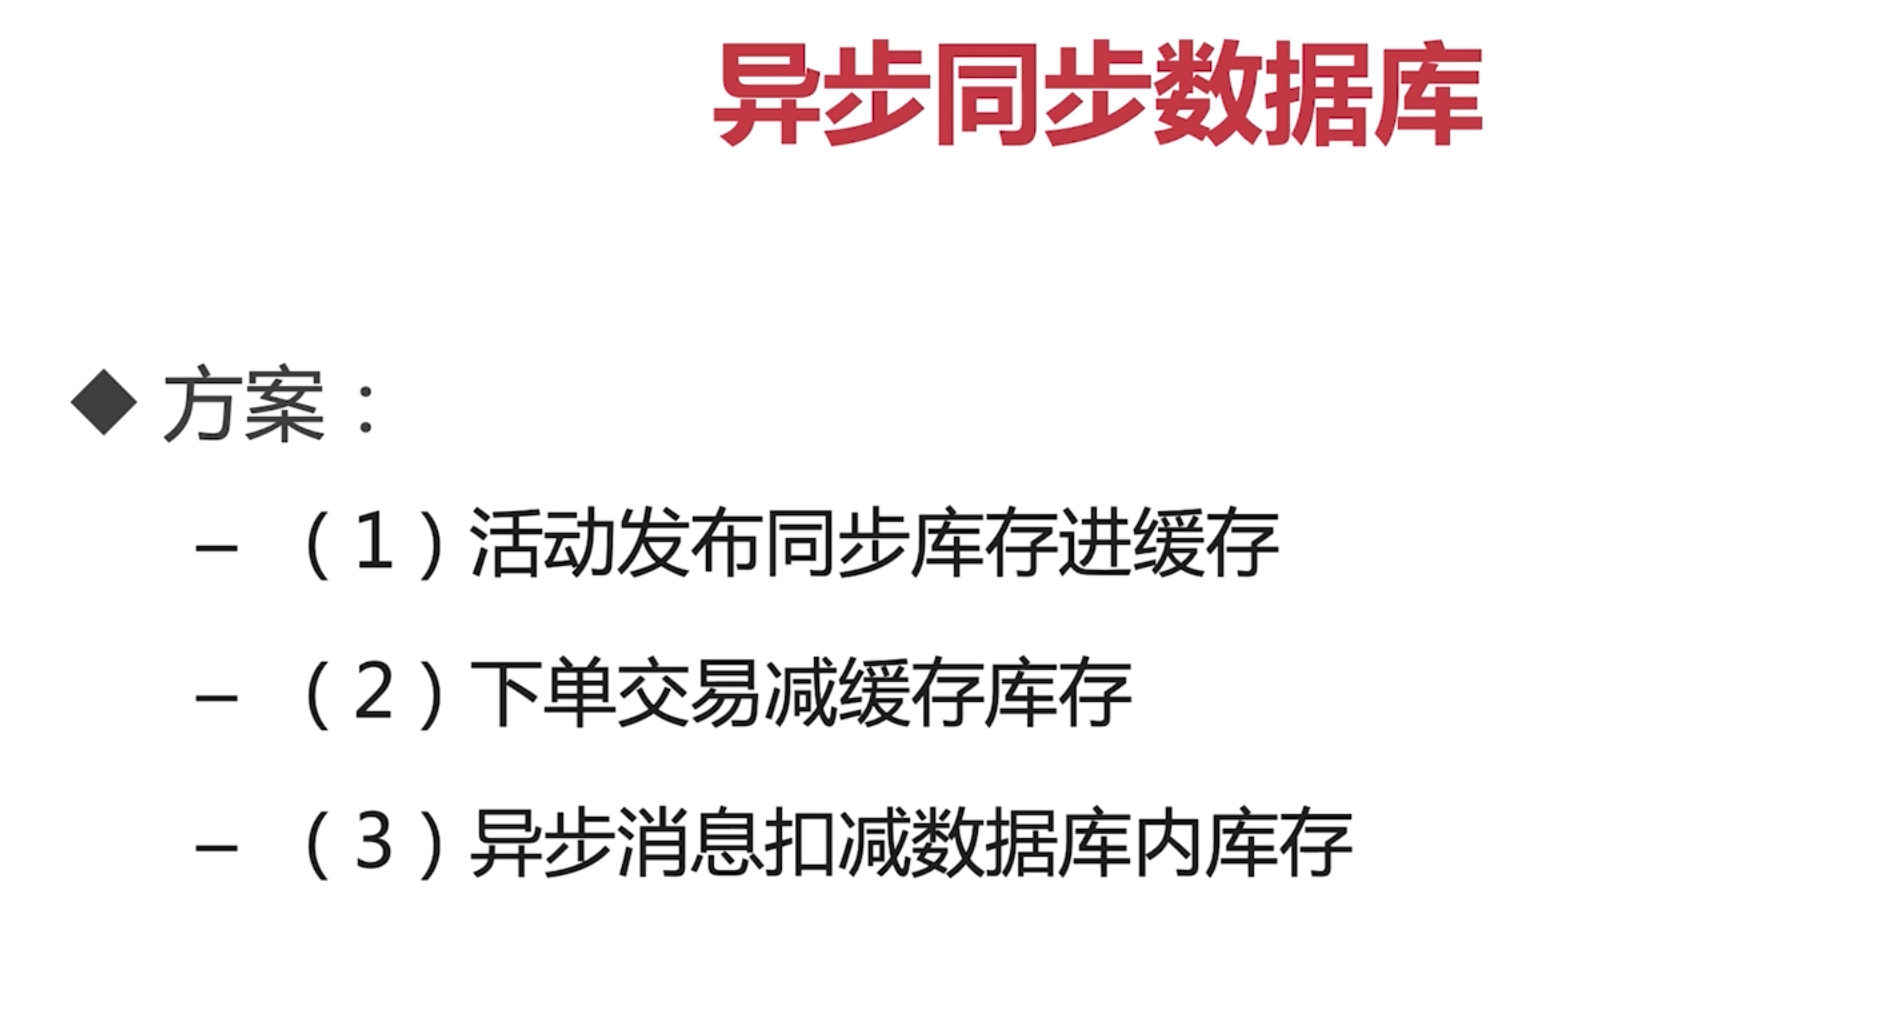 异步同步数据库
◆ 方案：
– （1）活动发布同步库存进缓存
– （2）下单交易减缓存库存
– （3）异步消息扣减数据库内库存